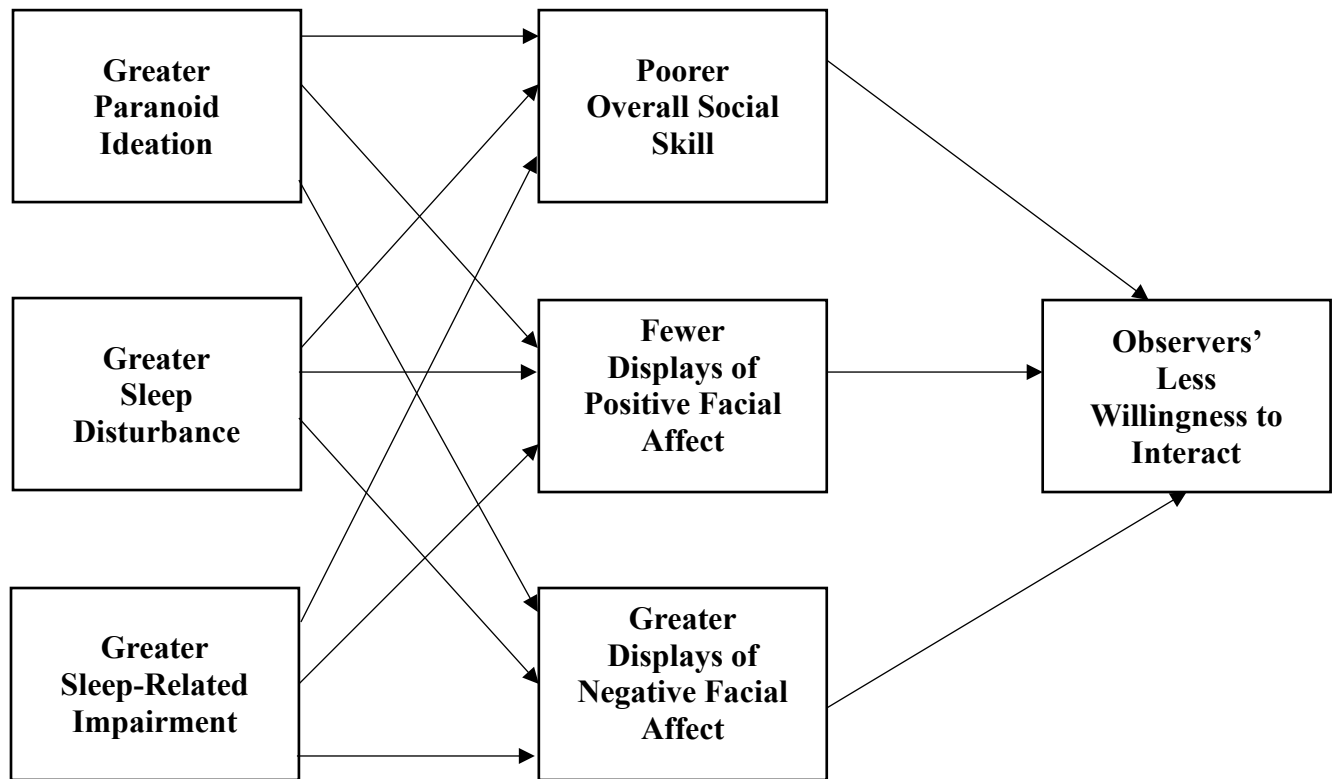 Greater
Paranoid
Ideation
Poorer
Overall Social
Skill
Greater
Sleep
Disturbance
Fewer
Displays of
Positive Facial
Affect
Observers’
Less
Willingness to
Interact
Greater
Sleep-Related
Impairment
Greater
Displays of
Negative Facial
Affect